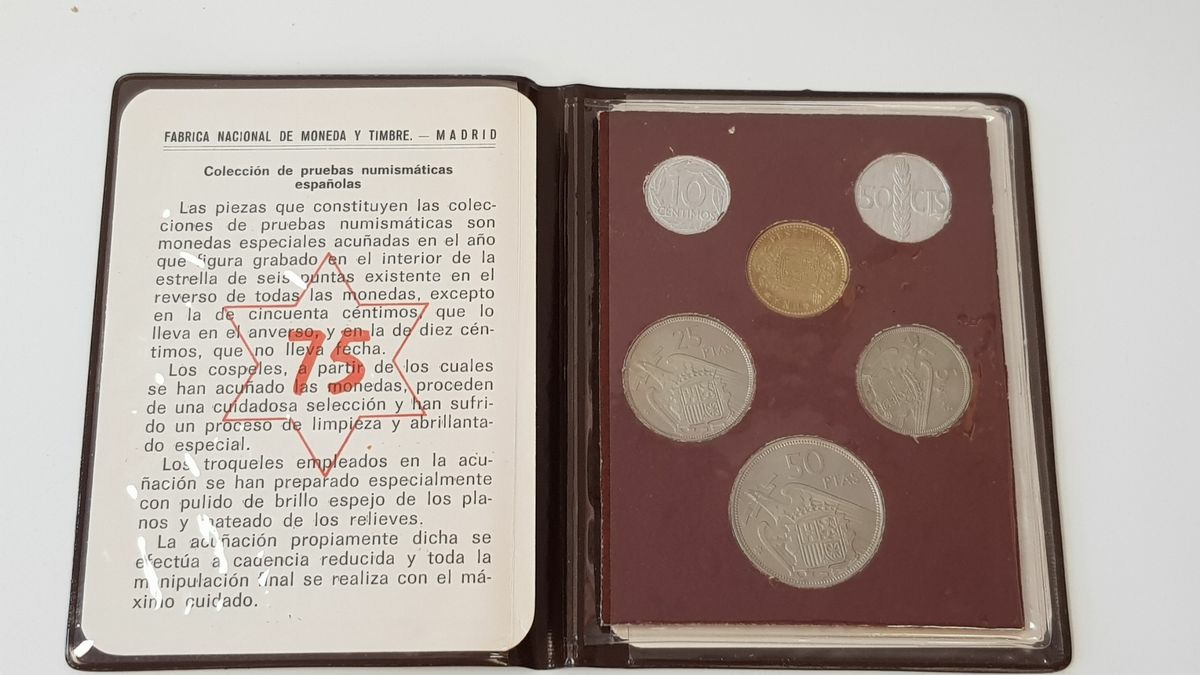 FABRICA NACIONAL DE MONEDA Y TIMBRE. — MADRID
Colección de pruebas numismáticas
españolas
Las piezas que constituyen las colec-
ciones de pruebas numismáticas son
monedas especiales acuñadas en el año
que figura grabado en el interior de la
estrella de seis puntas existente en el
reverso de todas las monedas, excepto
en la de cincuenta céntimos, que lo
lleva en el anverso, y en la de diez cén-
timos, que no lleva fecha.
Los cospeles, a partir de los cuales
se han acuñado las monedas, proceden
de una cuidadosa selección y han sufri-
do un proceso de limpieza y abrillanta-
do especial.
Los troqueles empleados en la acu-
ñación se han preparado especialmente
con pulido de brillo espejo de los pla-
nos y mateado de los relieves.
La acuñación propiamente dicha se
efectúa a cadencia reducida y toda la
manipulación final se realiza con el má-
ximo cuidado.
75
10
CENTIMOS
50 CTS
25
PTAS
5
50
PTAS